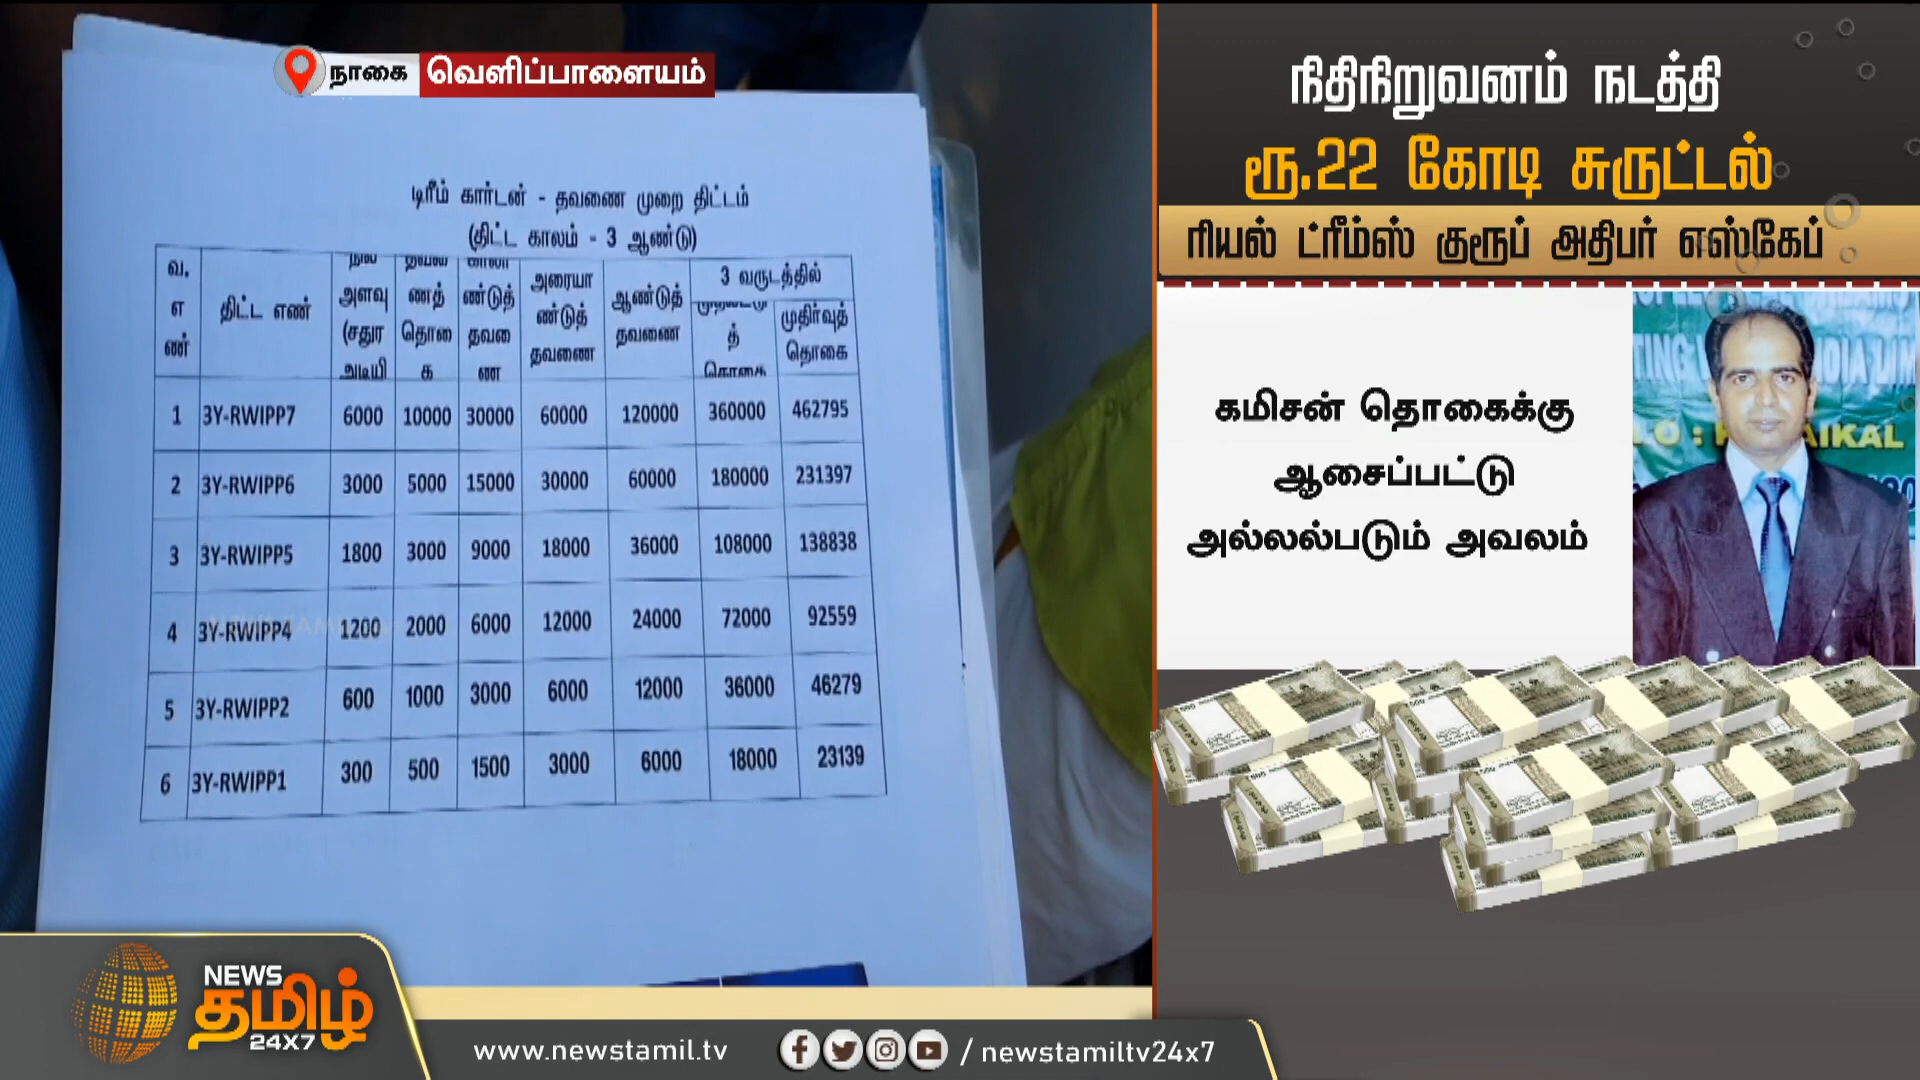 நாகை வெளிப்பாளையம்
டிரீம் கார்டன் - தவணை முறை திட்டம்
(திட்ட காலம் - 3 ஆண்டு)
வ.
எ
ண்
திட்ட எண்
அளவு
(சதுர
அடியி
ணத்
தொகை
க
ண்டுத்
தவணை
ண
அரையா
ண்டுத்
தவணை
ஆண்டுத்
தவணை
3 வருடத்தில்
த்
தொகை
முதிர்வுத்
தொகை
1 3Y-RWIPP7 6000 10000 30000 60000 120000 360000 462795
2 3Y-RWIPP6 3000 5000 15000 30000 60000 180000 231397
3 3Y-RWIPP5 1800 3000 9000 18000 36000 108000 138838
4 3Y-RWIPP4 1200 2000 6000 12000 24000 72000 92559
5 3Y-RWIPP2 600 1000 3000 6000 12000 36000 46279
6 3Y-RWIPP1 300 500 1500 3000 6000 18000 23139
நிதிநிறுவனம் நடத்தி
ரூ.22 கோடி சுருட்டல்
ரியல் ட்ரீம்ஸ் குரூப் அதிபர் எஸ்கேப்
கமிசன் தொகைக்கு
ஆசைப்பட்டு
அல்லல்படும் அவலம்
NEWS
தமிழ்
24X7
www.newstamil.tv
/ newstamiltv24x7